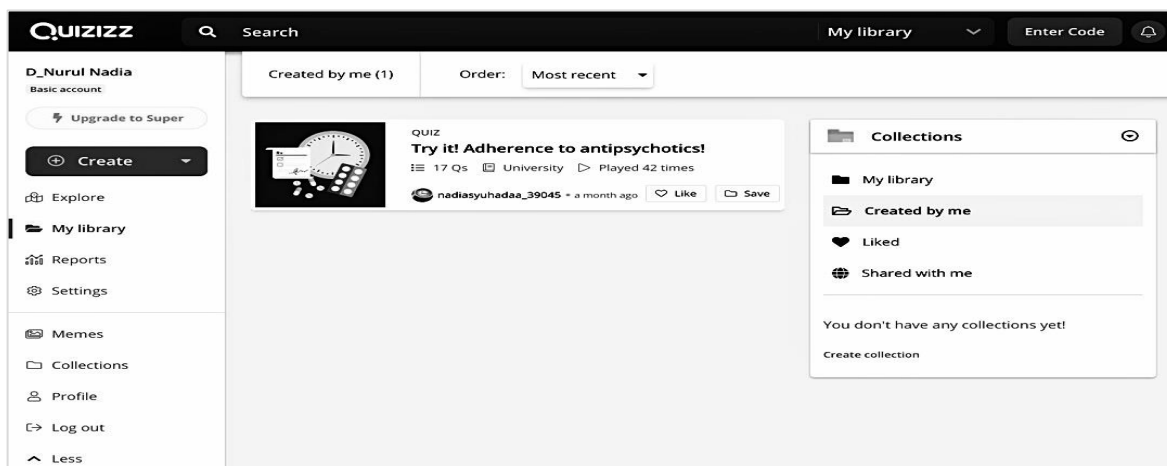 QUIZIZZ
Search
My library
Enter Code
D_Nurul Nadia
Basic account
Upgrade to Super
Create
Explore
My library
Reports
Settings
Memes
Collections
Profile
Log out
Less
Created by me (1)
Order:
Most recent
QUIZ
Try it! Adherence to antipsychotics!
17 Qs University Played 42 times
nadiasyuhadaa_39045 • a month ago Like Save
Collections
My library
Created by me
Liked
Shared with me
You don't have any collections yet!
Create collection